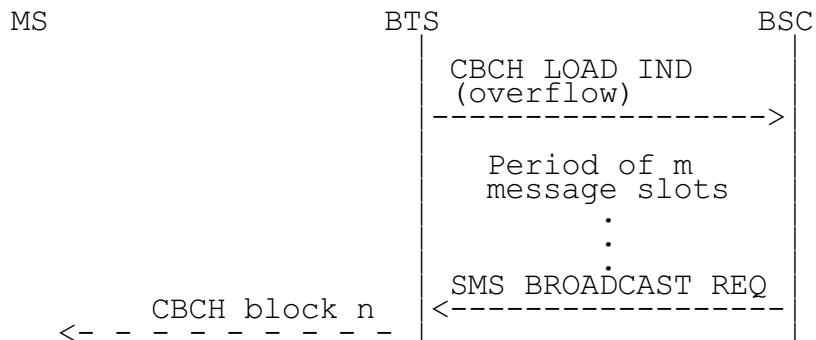 MS BTS BSC
CBCH LOAD IND
(overflow)
Period of m
message slots
.
.
.
SMS BROADCAST REQ
CBCH block n